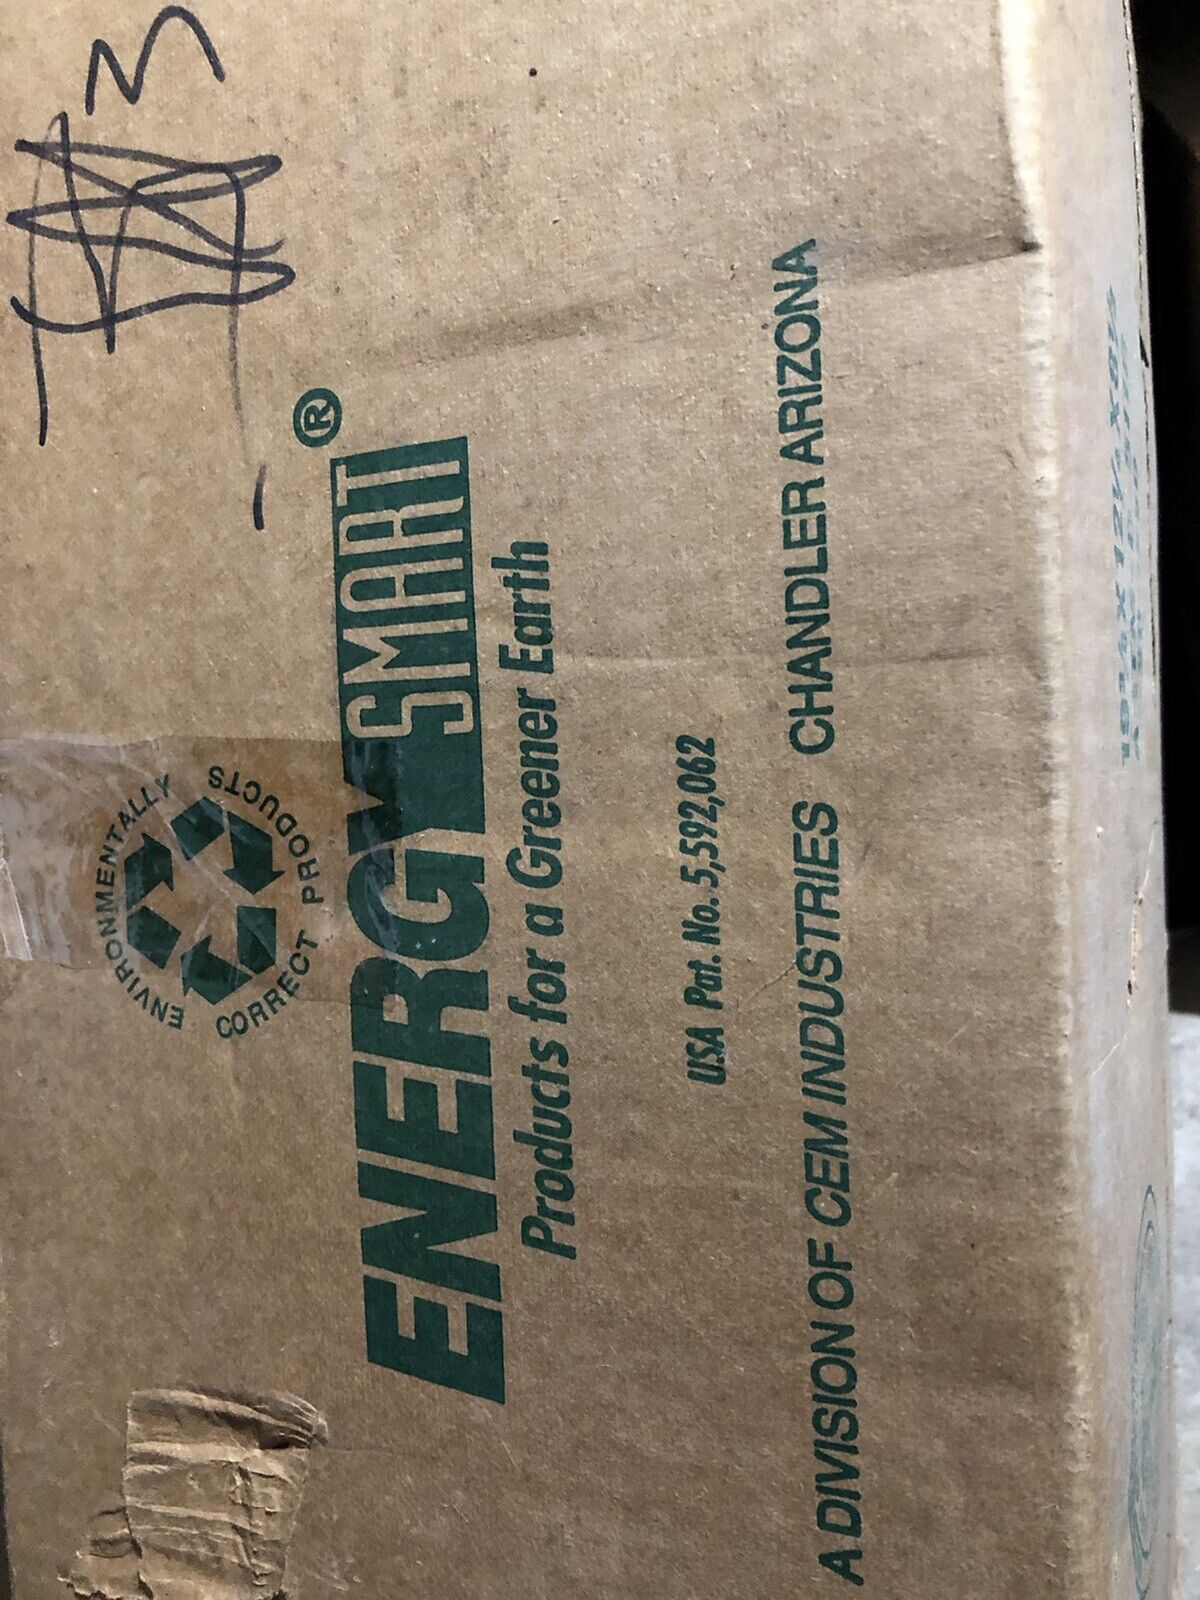 ENVIRONMENTALLY
CORRECT PRODUCTS
ENERGY SMART®
Products for a Greener Earth
USA Pat. No. 5,592,062
A DIVISION OF CEM INDUSTRIES CHANDLER ARIZONA